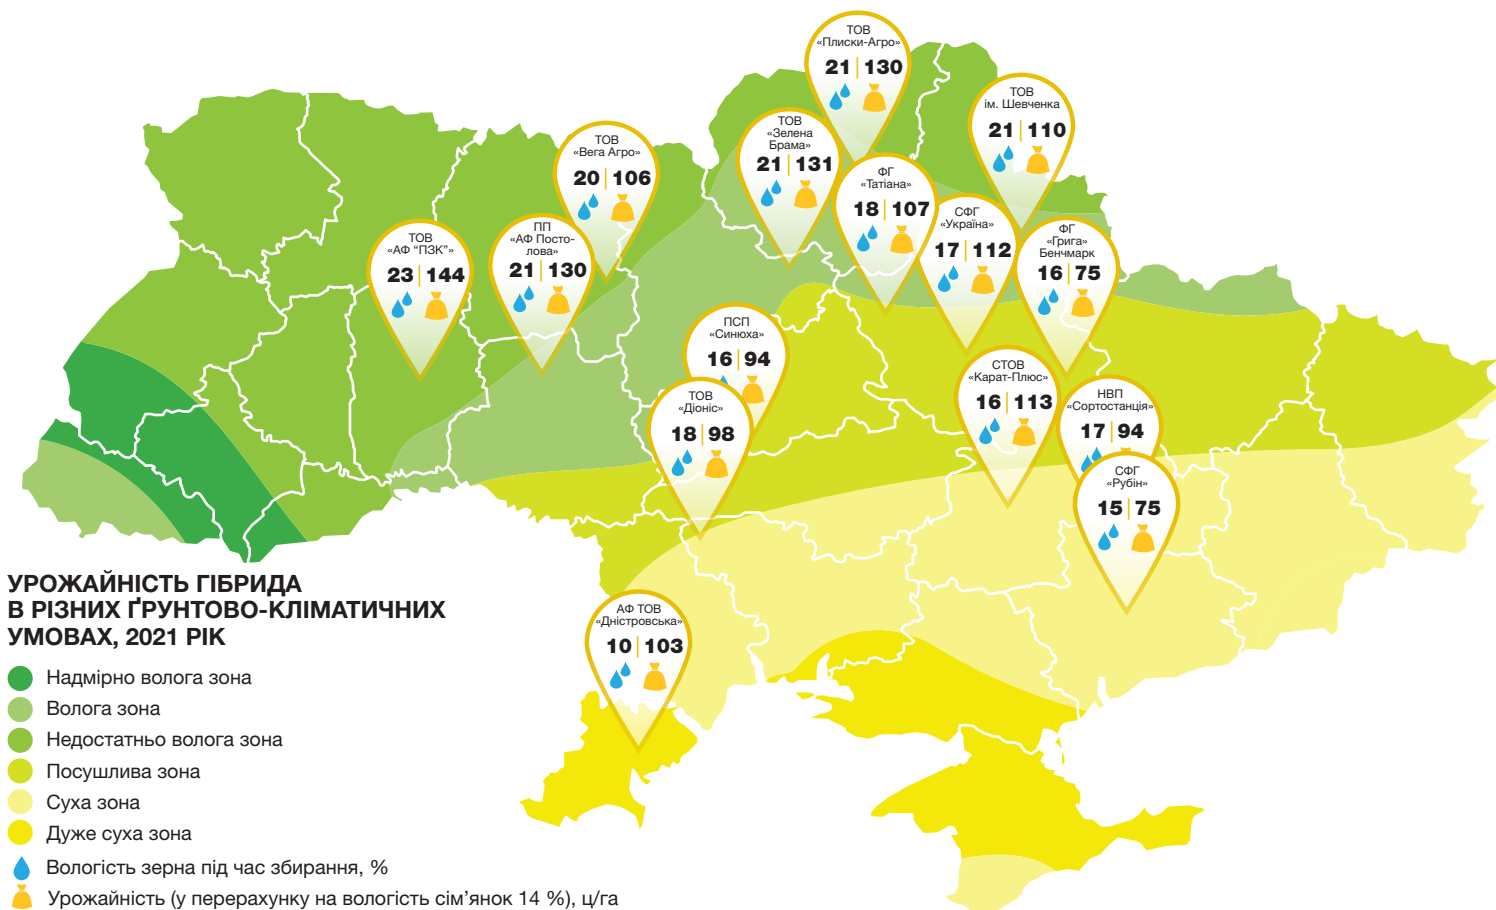 ТОВ
«Плиски-Агро»
21 130
ТОВ
ім. Шевченка
21 110
ТОВ
«Зелена
Брама»
21 131
ТОВ
«Вега Агро»
20 106
ФГ
«Татіана»
18 107
СФГ
«Україна»
17 112
ФГ
«Грига»
Бенчмарк
16 75
ПП
«АФ Посто-
лова»
21 130
ТОВ
«АФ “ПЗК”»
23 144
ПСП
«Синюха»
16 94
СТОВ
«Карат-Плюс»
16 113
ТОВ
«Діоніс»
18 98
НВП
«Сортостанція»
17 94
СФГ
«Рубін»
15 75
АФ ТОВ
«Дністровська»
10 103
УРОЖАЙНІСТЬ ГІБРИДА
В РІЗНИХ ҐРУНТОВО-КЛІМАТИЧНИХ
УМОВАХ, 2021 РІК
Надмірно волога зона
Волога зона
Недостатньо волога зона
Посушлива зона
Суха зона
Дуже суха зона
Вологість зерна під час збирання, %
Урожайність (у перерахунку на вологість сім’янок 14 %), ц/га